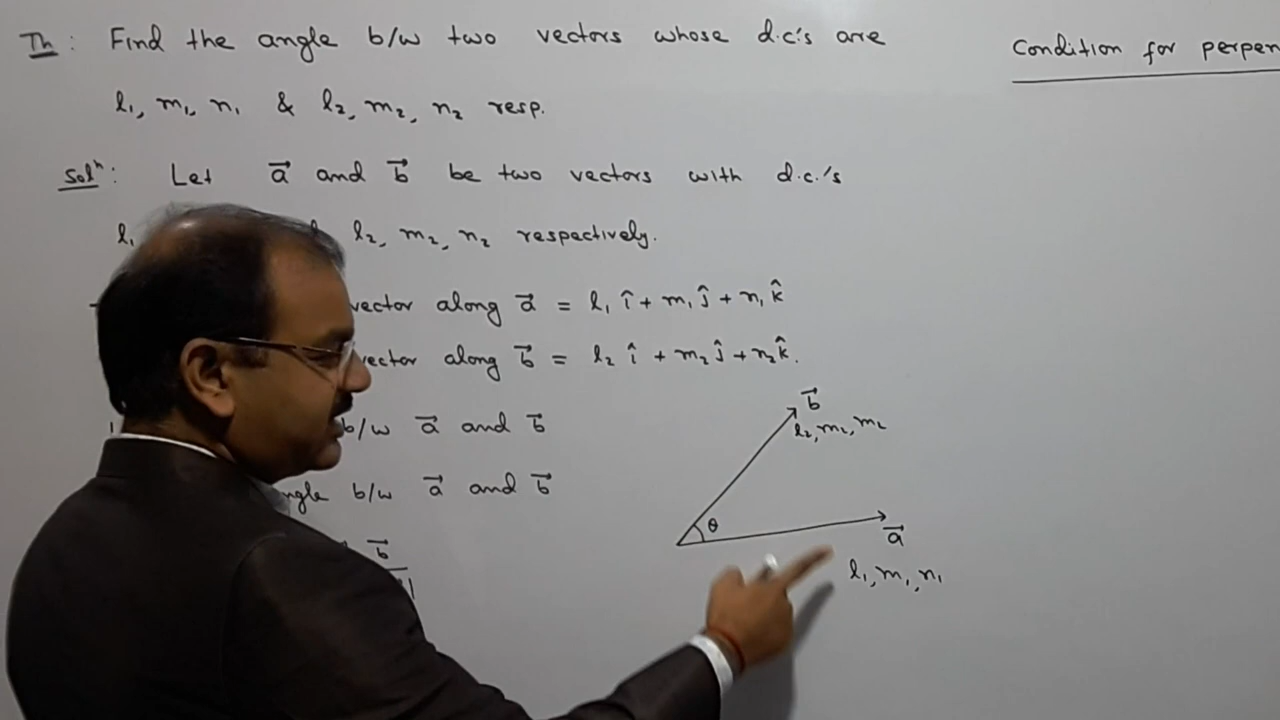 Th: Find the angle b/w two vectors whose d.c.'s are
l₁, m₁, n₁ & l₂, m₂, n₂ resp.
Solⁿ: Let a⃗ and b⃗ be two vectors with d.c.'s
l₁ l₂, m₂, n₂ respectively.
vector along a⃗ = l₁ î + m₁ ĵ + n₁ k̂
vector along b⃗ = l₂ î + m₂ ĵ + n₂ k̂.
b/w a⃗ and b⃗
b/w a⃗ and b⃗
b⃗
b⃗
l₂, m₂, m₂
θ
a⃗
l₁, m₁, n₁
Condition for